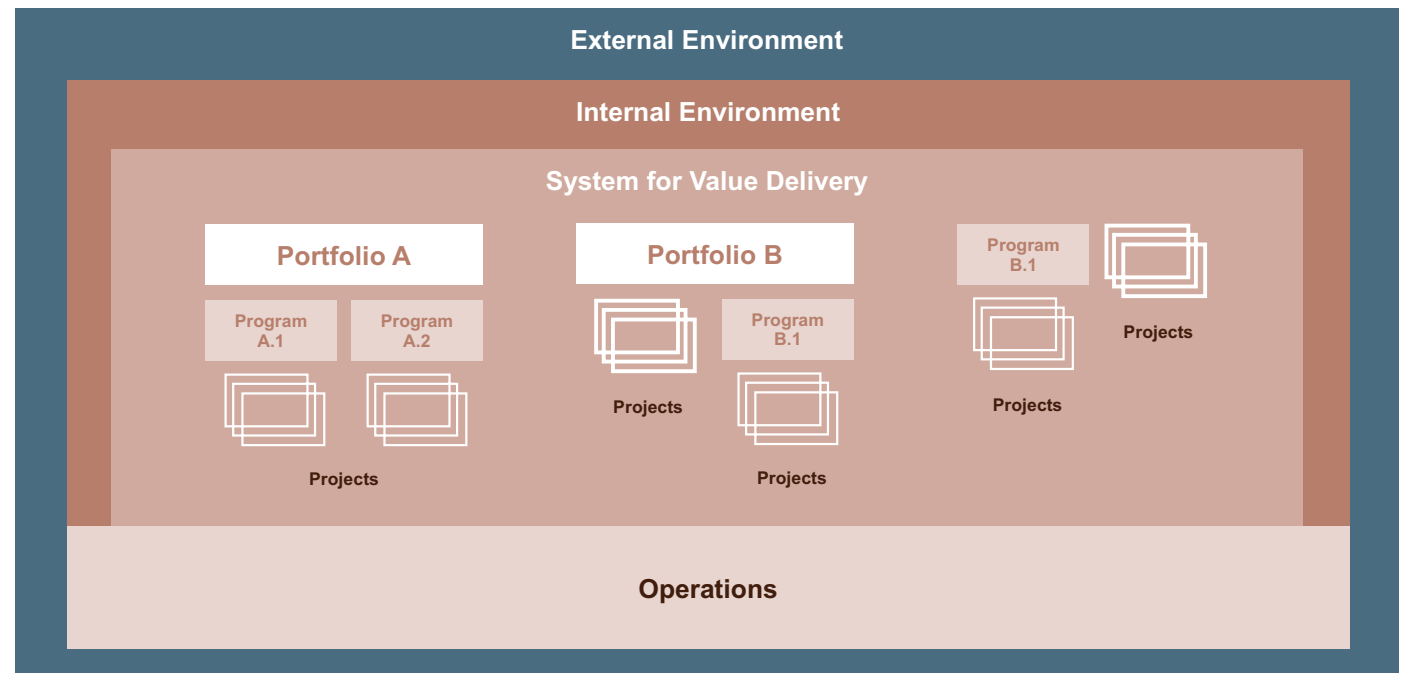 External Environment
Internal Environment
System for Value Delivery
Portfolio A
Program
A.1
Program
A.2
Projects
Portfolio B
Projects
Program
B.1
Projects
Program
B.1
Projects
Projects
Operations